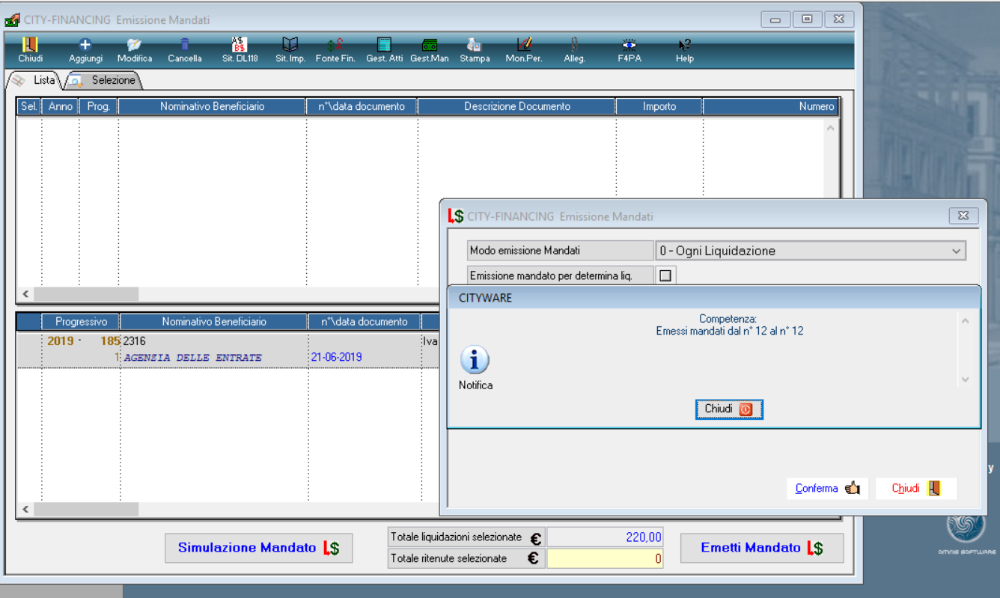 CITY-FINANCING Emissione Mandati
Chiudi Aggiungi Modifica Cancella Sit. DL118 Sit. Imp. Fonte Fin. Gest. Atti Gest.Man Stampa Mon.Per. Alleg. F4PA Help
Lista Selezione
Sel. Anno Prog. Nominativo Beneficiario n°\data documento Descrizione Documento Importo Numero
CITY-FINANCING Emissione Mandati
Modo emissione Mandati 0 - Ogni Liquidazione
Emissione mandato per determina liq.
CITYWARE
Competenza:
Emessi mandati dal n° 12 al n° 12
Notifica
Chiudi
Conferma Chiudi
Progressivo Nominativo Beneficiario n°\data documento
2019 - 185 2316 Iva
1 AGENZIA DELLE ENTRATE 21-06-2019
Simulazione Mandato L$
Totale liquidazioni selezionate € 220,00
Totale ritenute selezionate € 0
Emetti Mandato L$
y
OMNIS SOFTWARE